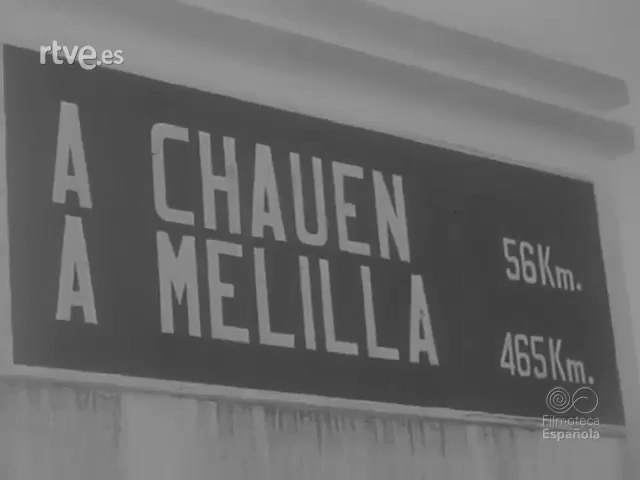 rtve.es
A CHAUEN 56Km.
A MELILLA 465Km.
Filmoteca
Española